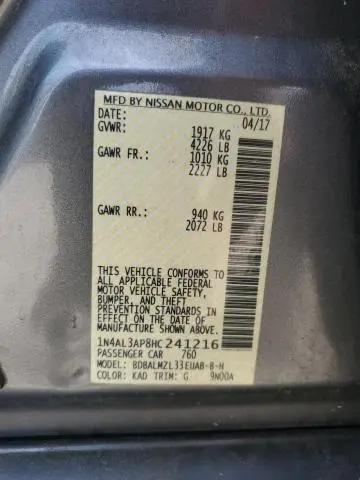 MFD BY NISSAN MOTOR CO., LTD.
DATE: 04/17
GVWR: 1917 KG
4226 LB
GAWR FR.: 1010 KG
2227 LB
GAWR RR.: 940 KG
2072 LB
THIS VEHICLE CONFORMS TO
ALL APPLICABLE FEDERAL
MOTOR VEHICLE SAFETY,
BUMPER, AND THEFT
PREVENTION STANDARDS IN
EFFECT ON THE DATE OF
MANUFACTURE SHOWN ABOVE.
1N4AL3AP8HC241216
PASSENGER CAR 760
MODEL: BDBALMZL33EUAB-B-H
COLOR: KAD TRIM: G 9N00A